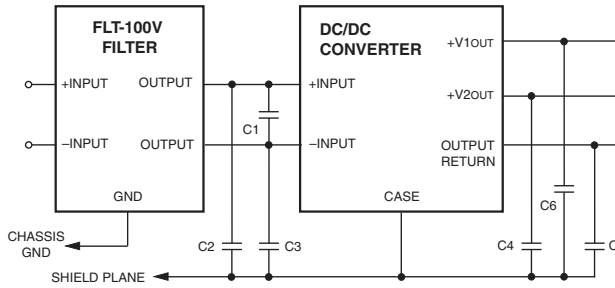 FLT-100V
FILTER
+INPUT
OUTPUT
–INPUT
OUTPUT
GND
CHASSIS
GND
SHIELD PLANE
C1
C2
C3
DC/DC
CONVERTER
+INPUT
–INPUT
CASE
+V1OUT
+V2OUT
OUTPUT
RETURN
C4
C6